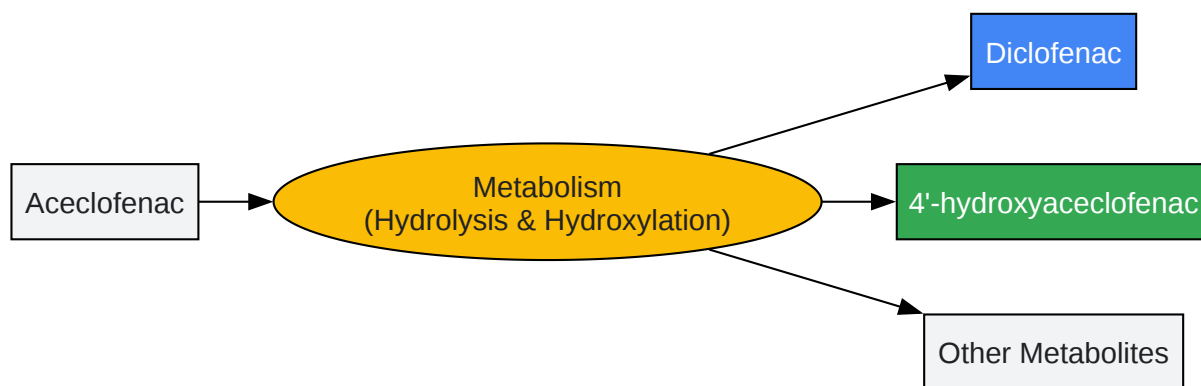 Aceclofenac
Metabolism
(Hydrolysis & Hydroxylation)
Diclofenac
4'-hydroxyaceclofenac
Other Metabolites